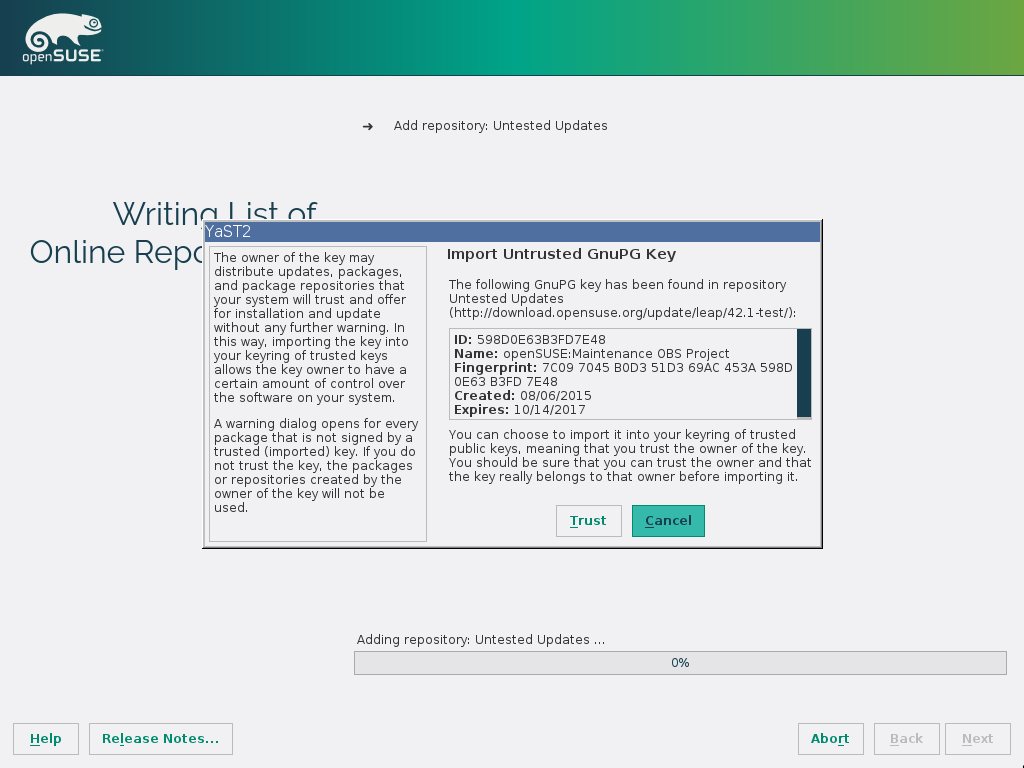 openSUSE
➔ Add repository: Untested Updates
Writing List of
Online Repo
YaST2
The owner of the key may
distribute updates, packages,
and package repositories that
your system will trust and offer
for installation and update
without any further warning. In
this way, importing the key into
your keyring of trusted keys
allows the key owner to have a
certain amount of control over
the software on your system.
A warning dialog opens for every
package that is not signed by a
trusted (imported) key. If you do
not trust the key, the packages
or repositories created by the
owner of the key will not be
used.
Import Untrusted GnuPG Key
The following GnuPG key has been found in repository
Untested Updates
(http://download.opensuse.org/update/leap/42.1-test/):
ID: 598D0E63B3FD7E48
Name: openSUSE:Maintenance OBS Project
Fingerprint: 7C09 7045 B0D3 51D3 69AC 453A 598D
0E63 B3FD 7E48
Created: 08/06/2015
Expires: 10/14/2017
You can choose to import it into your keyring of trusted
public keys, meaning that you trust the owner of the key.
You should be sure that you can trust the owner and that
the key really belongs to that owner before importing it.
Trust Cancel
Adding repository: Untested Updates ...
0%
Help Release Notes... Abort Back Next